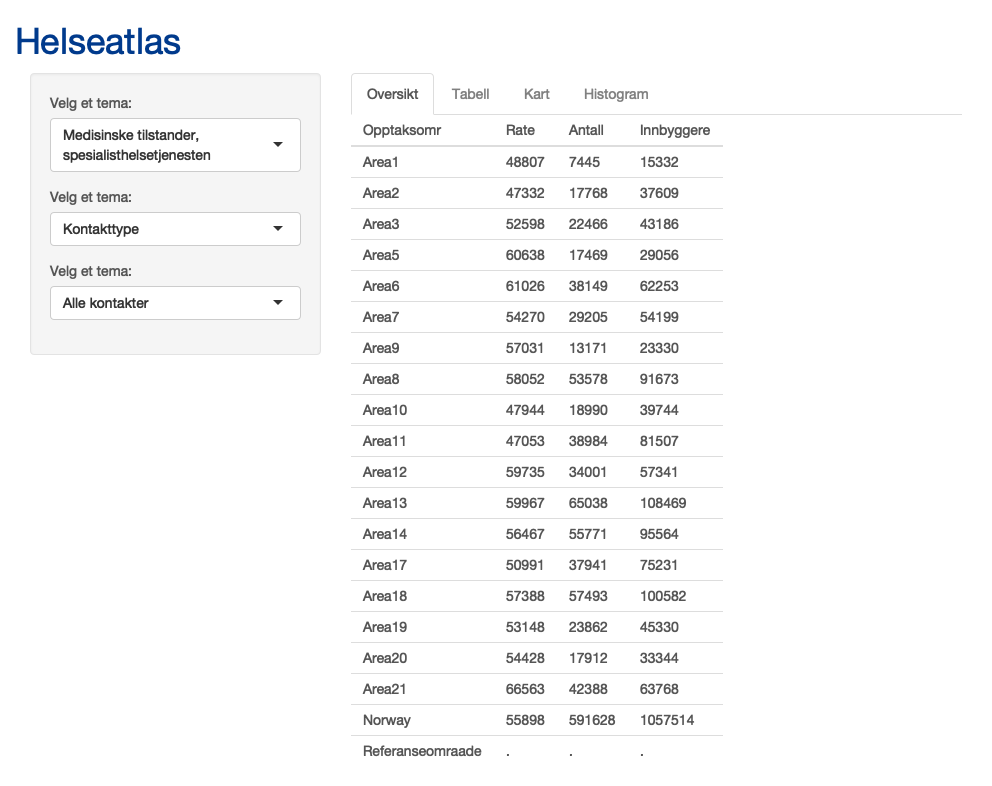 Helseatlas
Velg et tema:
Medisinske tilstander,
spesialisthelsetjenesten
Velg et tema:
Kontakttype
Velg et tema:
Alle kontakter
Oversikt Tabell Kart Histogram
Opptaksomr Rate Antall Innbyggere
Area1 48807 7445 15332
Area2 47332 17768 37609
Area3 52598 22466 43186
Area5 60638 17469 29056
Area6 61026 38149 62253
Area7 54270 29205 54199
Area9 57031 13171 23330
Area8 58052 53578 91673
Area10 47944 18990 39744
Area11 47053 38984 81507
Area12 59735 34001 57341
Area13 59967 65038 108469
Area14 56467 55771 95564
Area17 50991 37941 75231
Area18 57388 57493 100582
Area19 53148 23862 45330
Area20 54428 17912 33344
Area21 66563 42388 63768
Norway 55898 591628 1057514
Referanseomraade . . .